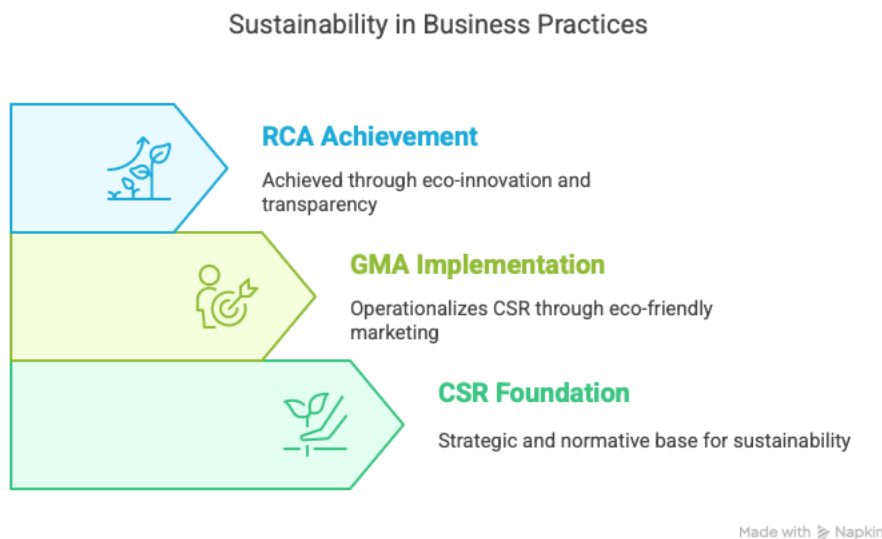 Sustainability in Business Practices
RCA Achievement
Achieved through eco-innovation and
transparency
GMA Implementation
Operationalizes CSR through eco-friendly
marketing
CSR Foundation
Strategic and normative base for sustainability
Made with Napkin